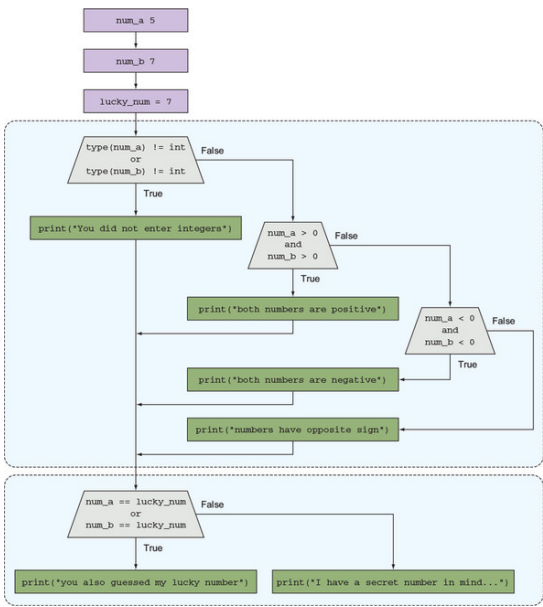 num_a 5
num_b 7
lucky_num = 7
type(num_a) != int
or
type(num_b) != int
False
True
print("You did not enter integers")
num_a > 0
and
num_b > 0
False
True
print("both numbers are positive")
num_a < 0
and
num_b < 0
False
True
print("both numbers are negative")
print("numbers have opposite sign")
num_a == lucky_num
or
num_b == lucky_num
False
True
print("you also guessed my lucky number")
print("I have a secret number in mind...")